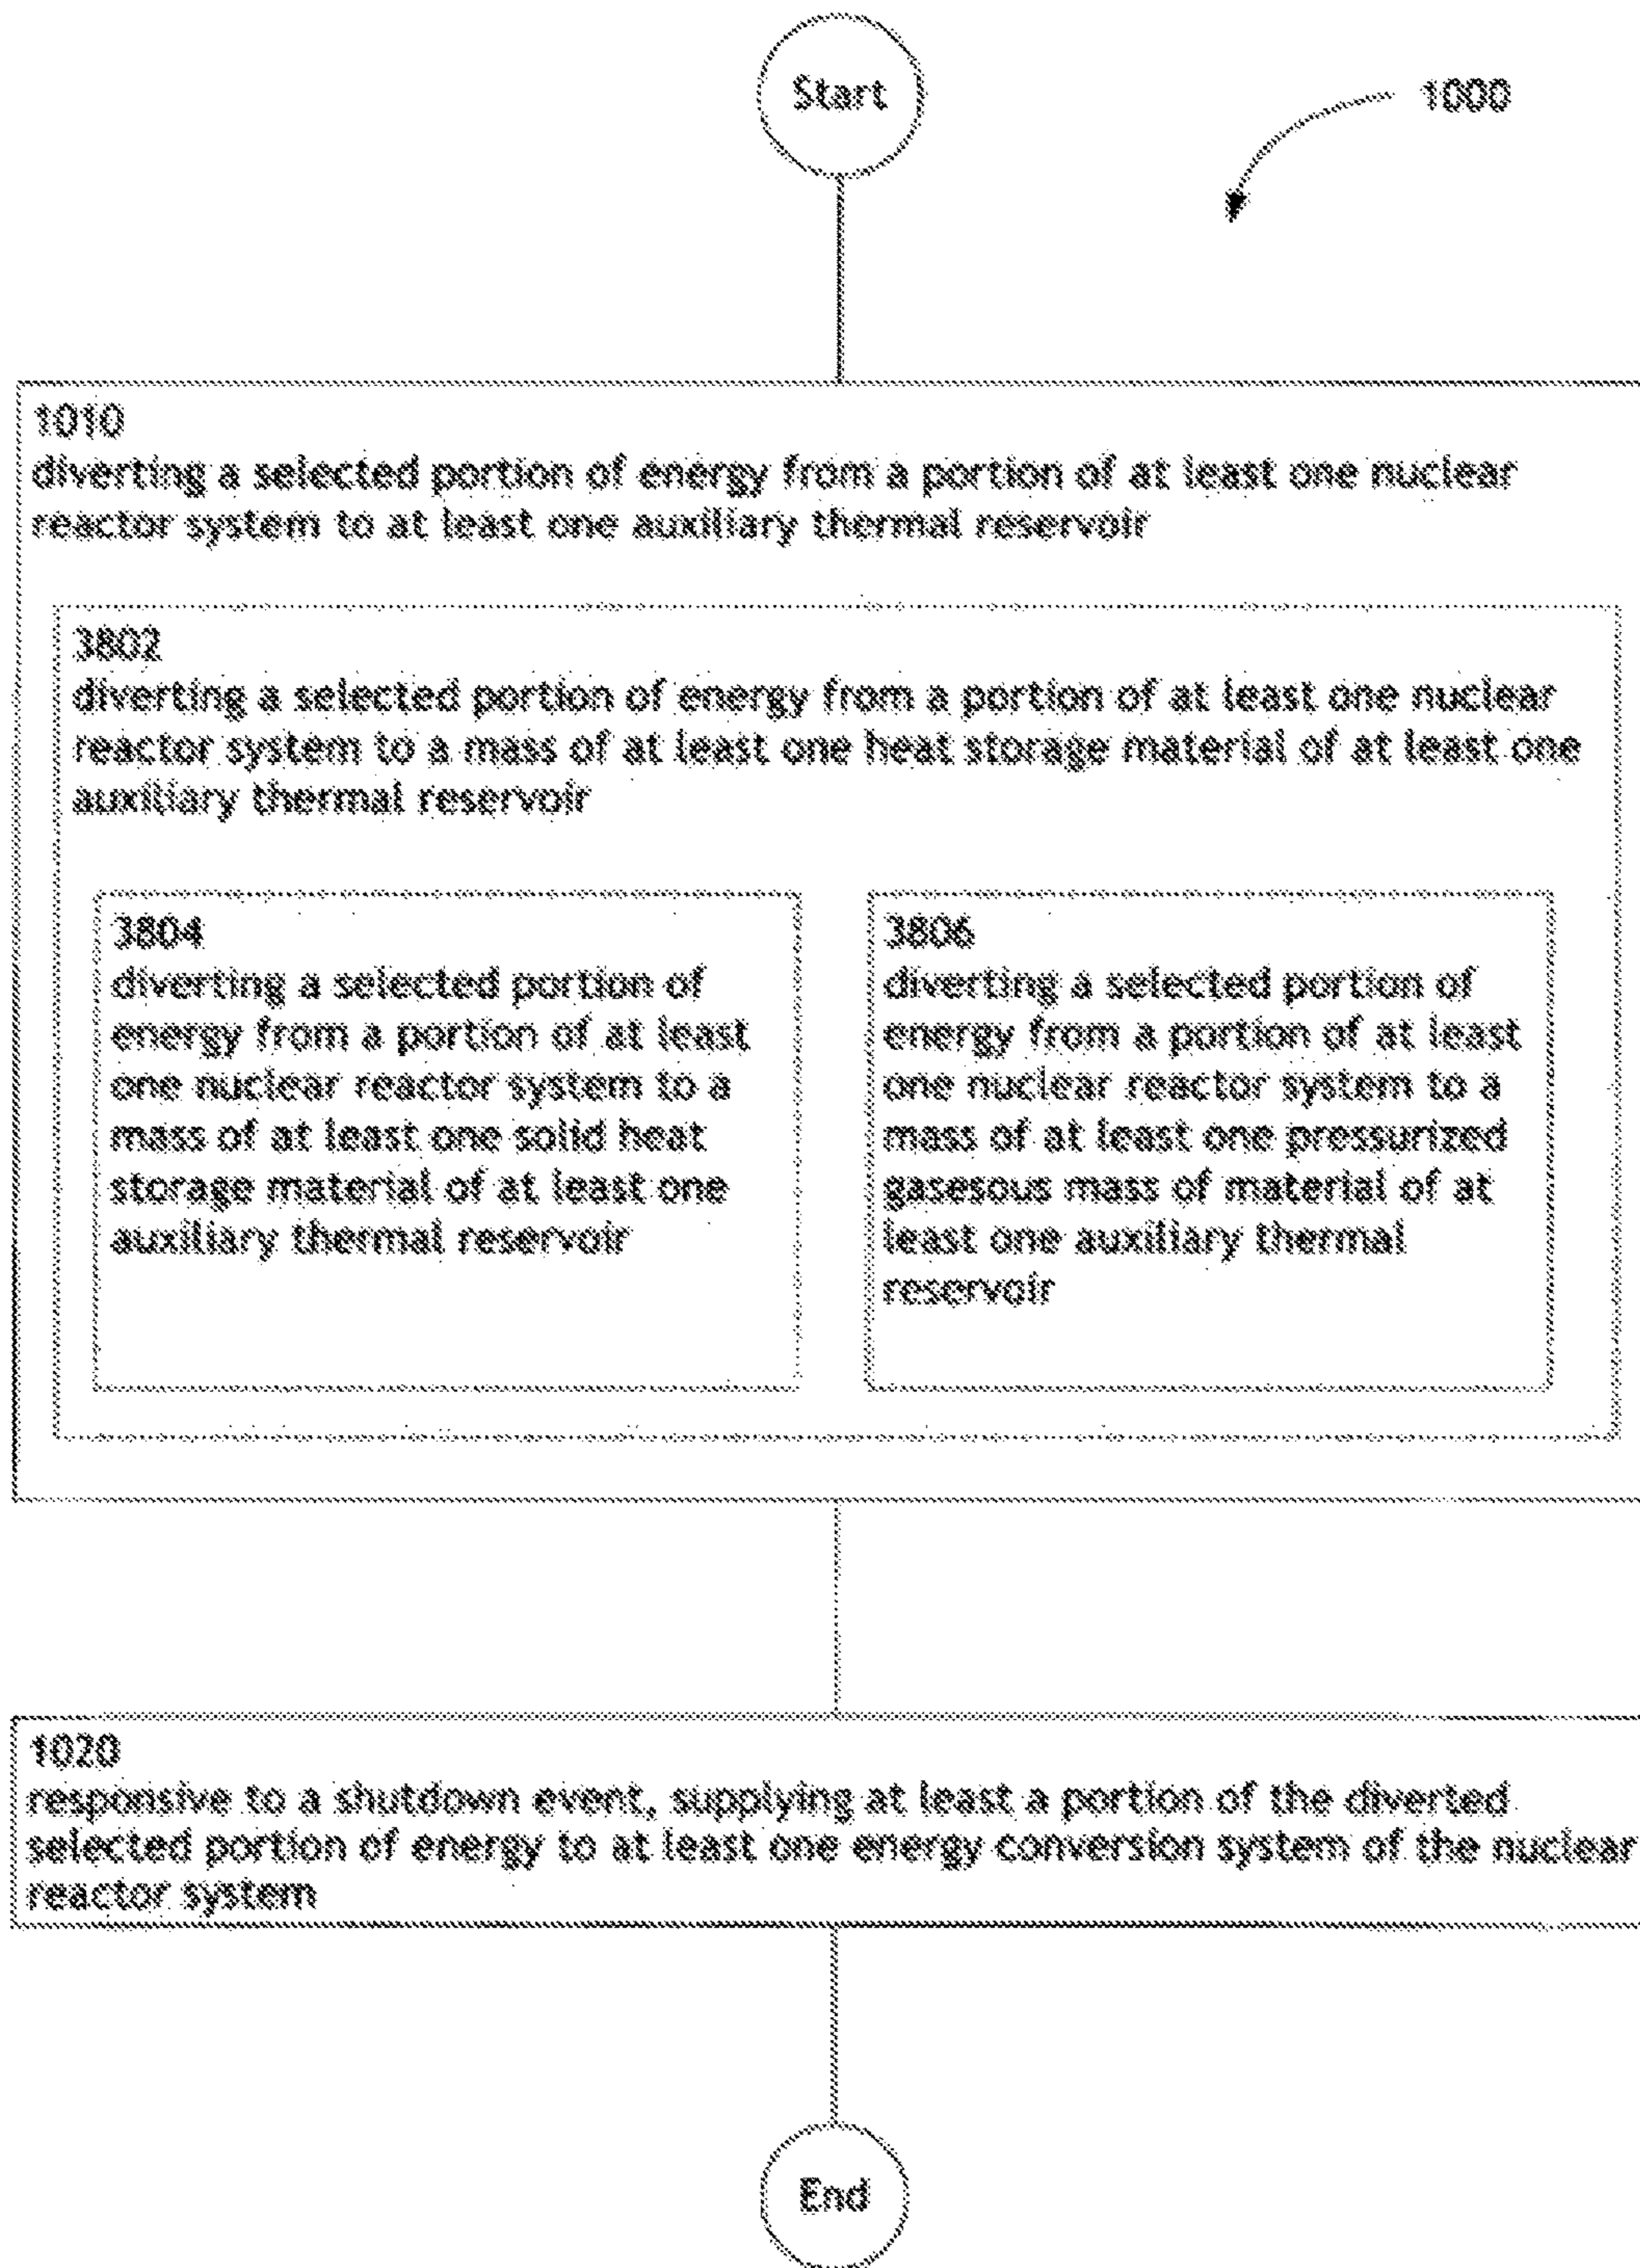 Start
1000
1010
diverting a selected portion of energy from a portion of at least one nuclear
reactor system to at least one auxiliary thermal reservoir
3802
diverting a selected portion of energy from a portion of at least one nuclear
reactor system to a mass of at least one heat storage material of at least one
auxiliary thermal reservoir
3804
diverting a selected portion of
energy from a portion of at least
one nuclear reactor system to a
mass of at least one solid heat
storage material of at least one
auxiliary thermal reservoir
3806
diverting a selected portion of
energy from a portion of at least
one nuclear reactor system to a
mass of at least one pressurized
gasesous mass of material of at
least one auxiliary thermal
reservoir
1020
responsive to a shutdown event, supplying at least a portion of the diverted
selected portion of energy to at least one energy conversion system of the nuclear
reactor system
End